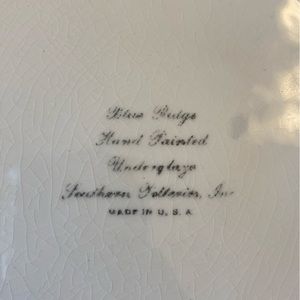 Blue Ridge
Hand Painted
Underglaze
Southern Potteries, Inc.
MADE IN U. S. A.